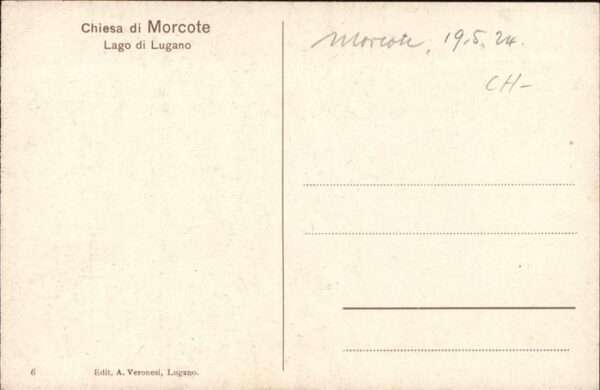 Chiesa di Morcote
Lago di Lugano
Morcote, 19.5.24.
CH-
6 Edit. A. Veronesi, Lugano.